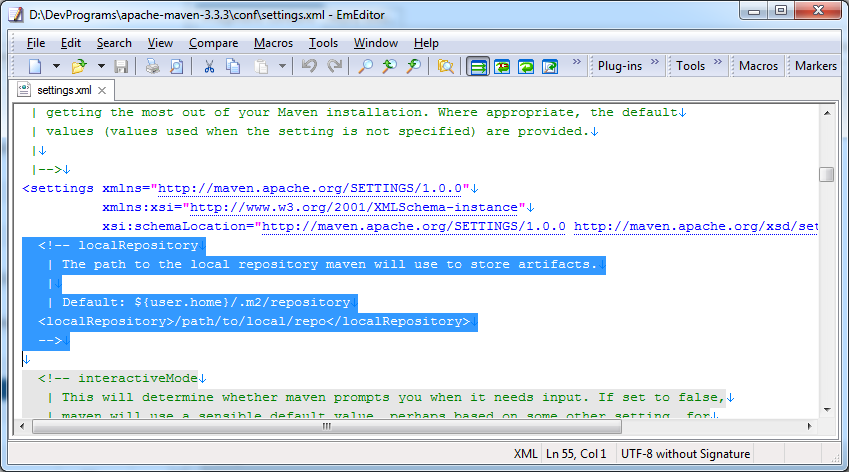 D:\DevPrograms\apache-maven-3.3.3\conf\settings.xml - EmEditor
File Edit Search View Compare Macros Tools Window Help
Plug-ins » Tools » Macros Markers
settings.xml
| getting the most out of your Maven installation. Where appropriate, the default↓
| values (values used when the setting is not specified) are provided.↓
|↓
|-->↓
<settings xmlns="http://maven.apache.org/SETTINGS/1.0.0"↓
xmlns:xsi="http://www.w3.org/2001/XMLSchema-instance"↓
xsi:schemaLocation="http://maven.apache.org/SETTINGS/1.0.0 http://maven.apache.org/xsd/set
<!-- localRepository↓
| The path to the local repository maven will use to store artifacts.↓
|↓
| Default: ${user.home}/.m2/repository↓
<localRepository>/path/to/local/repo</localRepository>↓
-->↓
↓
<!-- interactiveMode↓
| This will determine whether maven prompts you when it needs input. If set to false,↓
| maven will use a sensible default value, perhaps based on some other setting, for↓
XML Ln 55, Col 1 UTF-8 without Signature